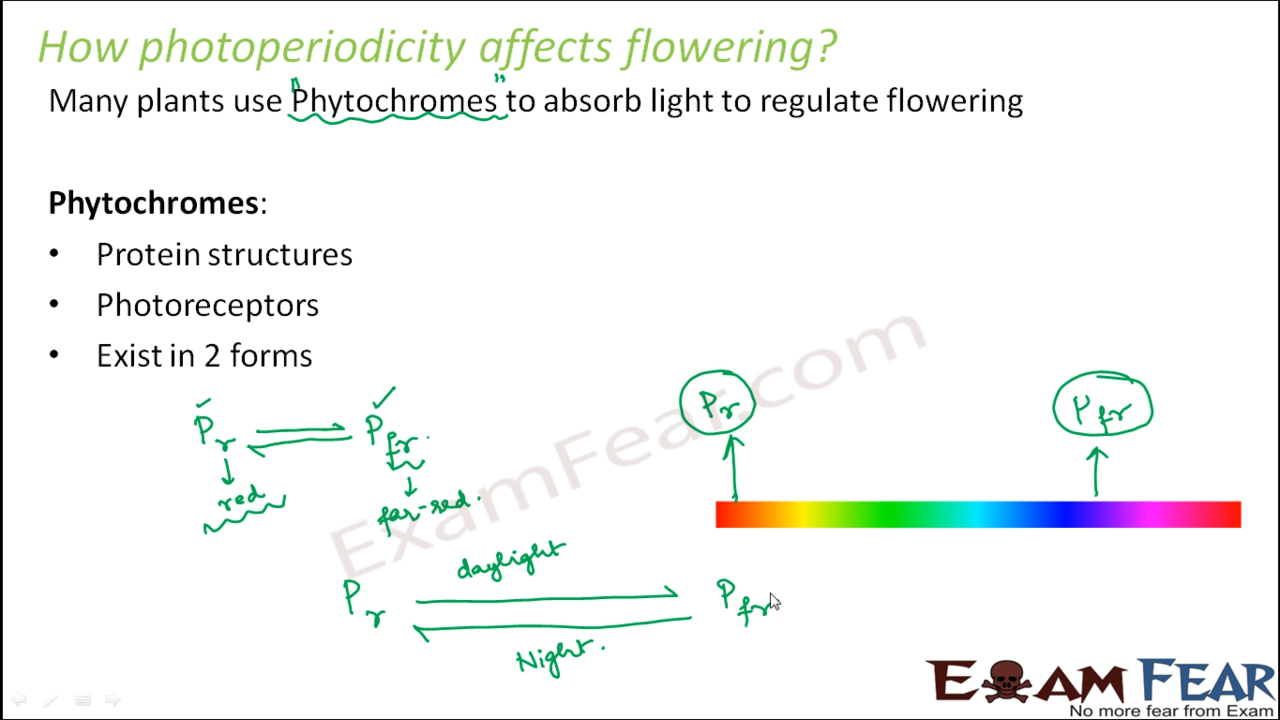 How photoperiodicity affects flowering?
Many plants use "Phytochromes" to absorb light to regulate flowering
Phytochromes:
• Protein structures
• Photoreceptors
• Exist in 2 forms
Pr Pfr.
red far-red.
Pr Pfr
daylight
Pr Pfr
Night.
ExamFear.com
EXAM FEAR
No more fear from Exam